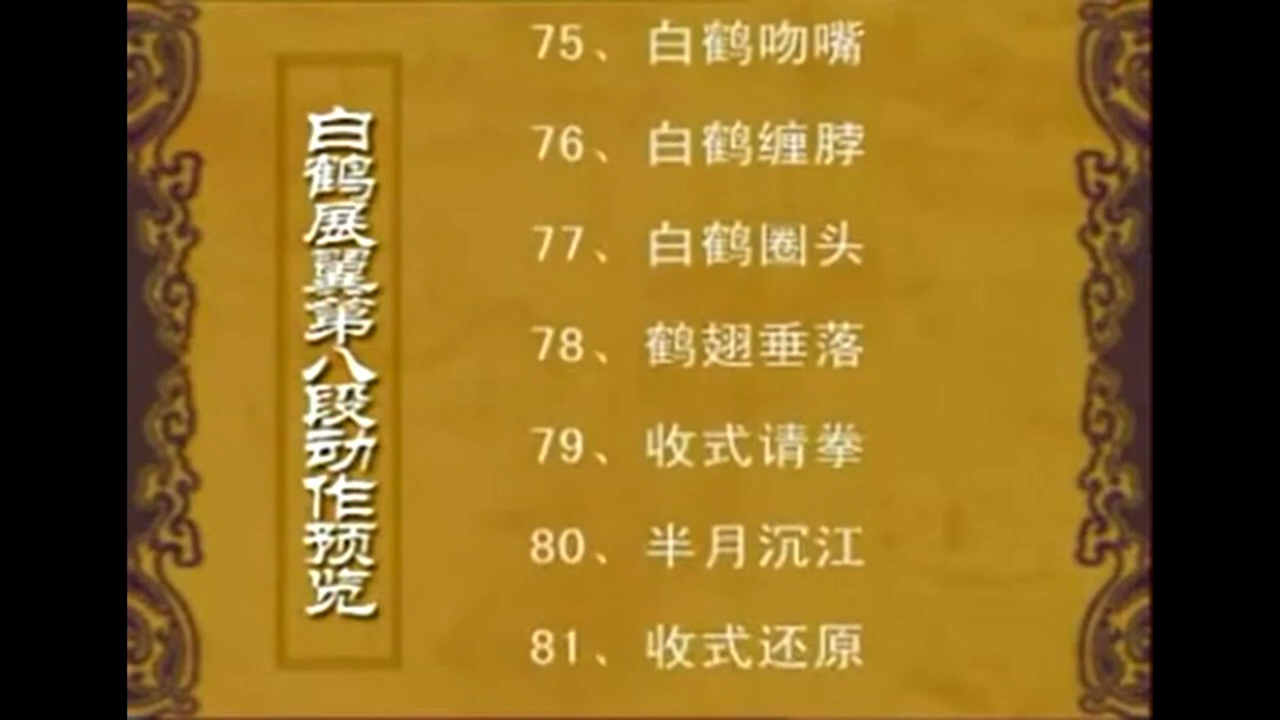 白鹤展翼第八段动作预览
75、白鹤吻嘴
76、白鹤缠脖
77、白鹤圈头
78、鹤翅垂落
79、收式请拳
80、半月沉江
81、收式还原